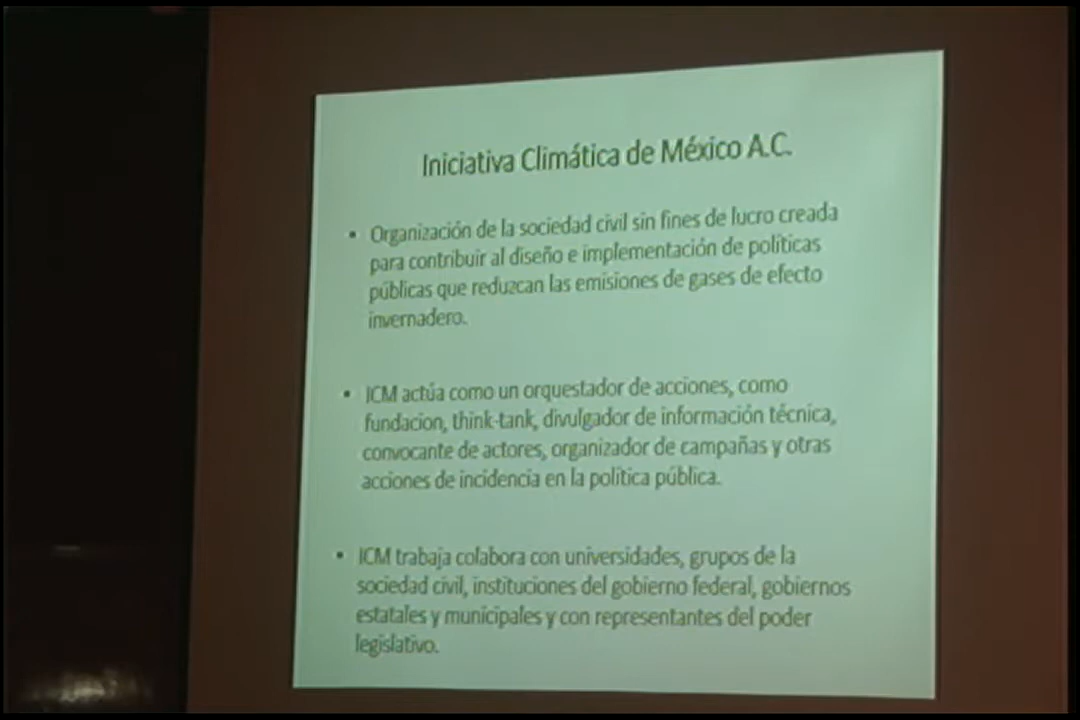 Iniciativa Climática de México A.C.
• Organización de la sociedad civil sin fines de lucro creada
para contribuir al diseño e implementación de políticas
públicas que reduzcan las emisiones de gases de efecto
invernadero.
• ICM actúa como un orquestador de acciones, como
fundacion, think-tank, divulgador de información técnica,
convocante de actores, organizador de campañas y otras
acciones de incidencia en la política pública.
• ICM trabaja colabora con universidades, grupos de la
sociedad civil, instituciones del gobierno federal, gobiernos
estatales y municipales y con representantes del poder
legislativo.